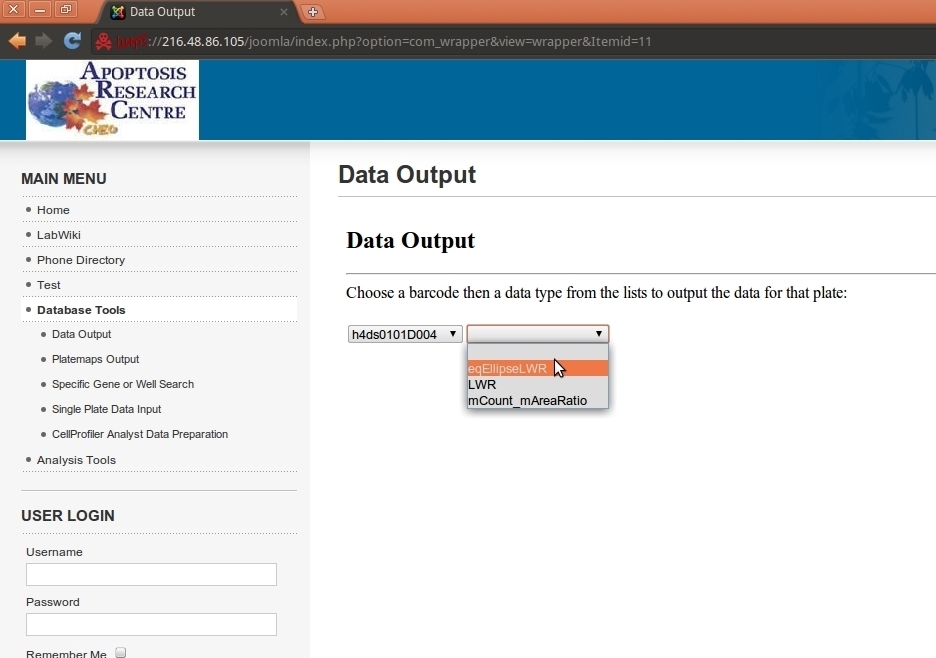 Data Output
://216.48.86.105/joomla/index.php?option=com_wrapper&view=wrapper&Itemid=11
APOPTOSIS
RESEARCH
CENTRE
CHEO
MAIN MENU
Home
LabWiki
Phone Directory
Test
Database Tools
Data Output
Platemaps Output
Specific Gene or Well Search
Single Plate Data Input
CellProfiler Analyst Data Preparation
Analysis Tools
USER LOGIN
Username
Password
Remember Me
Data Output
Data Output
Choose a barcode then a data type from the lists to output the data for that plate:
h4ds0101D004
eqEllipseLWR
LWR
mCount_mAreaRatio